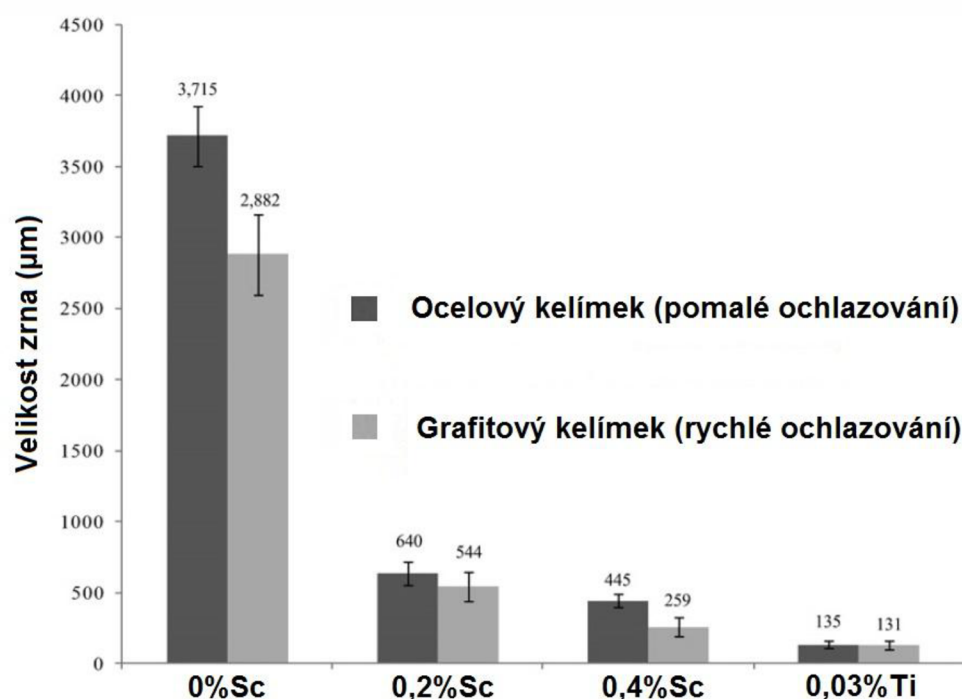 4500
4000
3500
3000
2500
2000
1500
1000
500
0
Velikost zrna (µm)
3,715
2,882
640
544
445
259
135
131
Ocelový kelímek (pomalé ochlazování)
Grafitový kelímek (rychlé ochlazování)
0%Sc
0,2%Sc
0,4%Sc
0,03%Ti